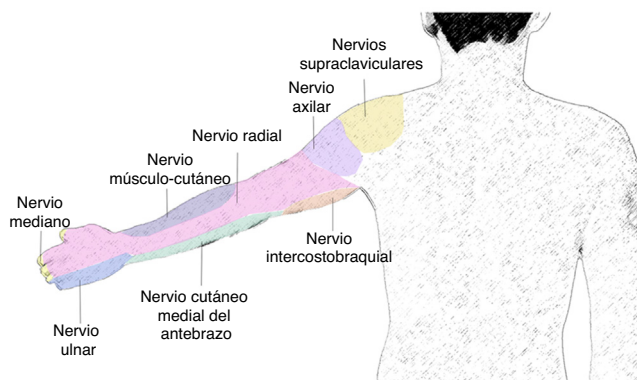 Nervios
supraclaviculares
Nervio
axilar
Nervio radial
Nervio
músculo-cutáneo
Nervio
mediano
Nervio
intercostobraquial
Nervio cutáneo
medial del
antebrazo
Nervio
ulnar